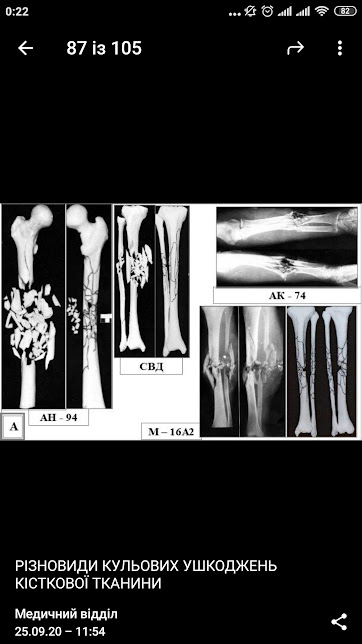 0:22
82
87 із 105
АК - 74
СВД
АН - 94
А
М – 16А2
РІЗНОВИДИ КУЛЬОВИХ УШКОДЖЕНЬ
КІСТКОВОЇ ТКАНИНИ
Медичний відділ
25.09.20 – 11:54